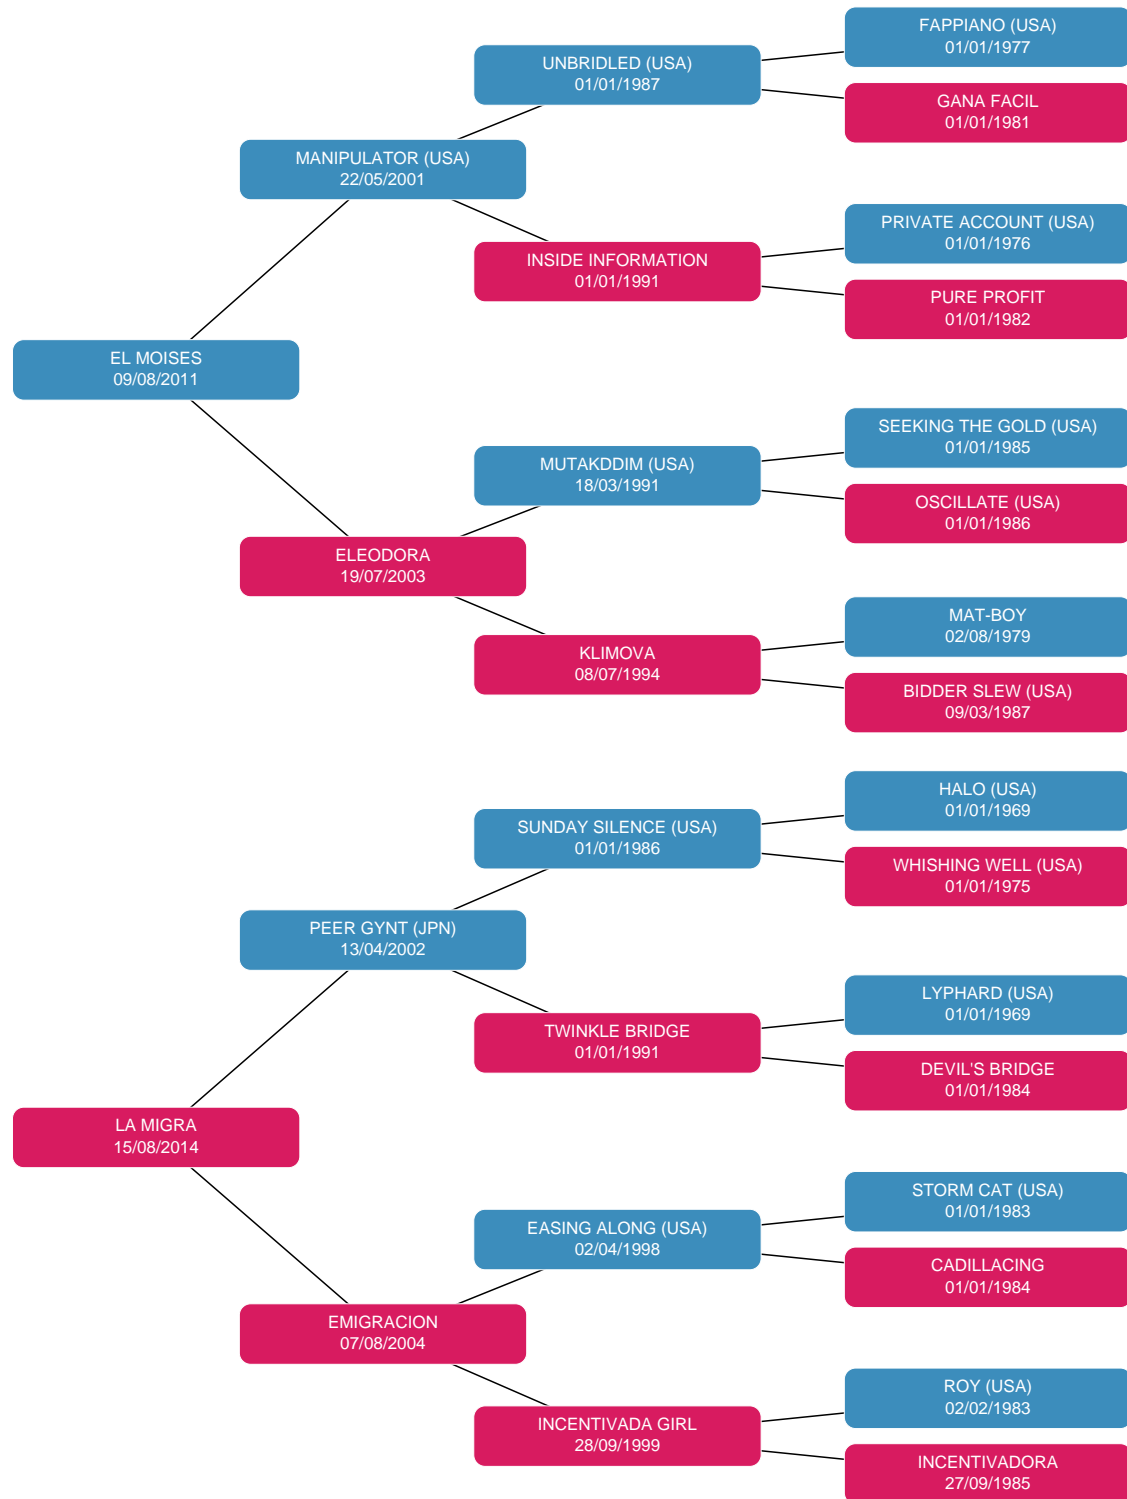 FAPPIANO (USA)
01/01/1977
UNBRIDLED (USA)
01/01/1987
GANA FACIL
01/01/1981
MANIPULATOR (USA)
22/05/2001
PRIVATE ACCOUNT (USA)
01/01/1976
INSIDE INFORMATION
01/01/1991
PURE PROFIT
01/01/1982
EL MOISES
09/08/2011
SEEKING THE GOLD (USA)
01/01/1985
MUTAKDDIM (USA)
18/03/1991
OSCILLATE (USA)
01/01/1986
ELEODORA
19/07/2003
MAT-BOY
02/08/1979
KLIMOVA
08/07/1994
BIDDER SLEW (USA)
09/03/1987
HALO (USA)
01/01/1969
SUNDAY SILENCE (USA)
01/01/1986
WHISHING WELL (USA)
01/01/1975
PEER GYNT (JPN)
13/04/2002
LYPHARD (USA)
01/01/1969
TWINKLE BRIDGE
01/01/1991
DEVIL'S BRIDGE
01/01/1984
LA MIGRA
15/08/2014
STORM CAT (USA)
01/01/1983
EASING ALONG (USA)
02/04/1998
CADILLACING
01/01/1984
EMIGRACION
07/08/2004
ROY (USA)
02/02/1983
INCENTIVADA GIRL
28/09/1999
INCENTIVADORA
27/09/1985